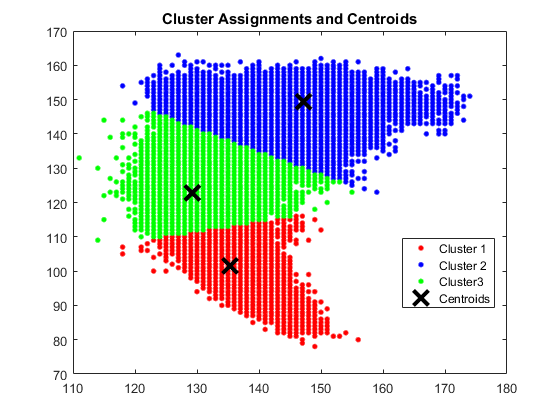 Cluster Assignments and Centroids
170
160
150
140
130
120
110
100
90
80
70
Cluster 1
Cluster 2
Cluster3
Centroids
110 120 130 140 150 160 170 180